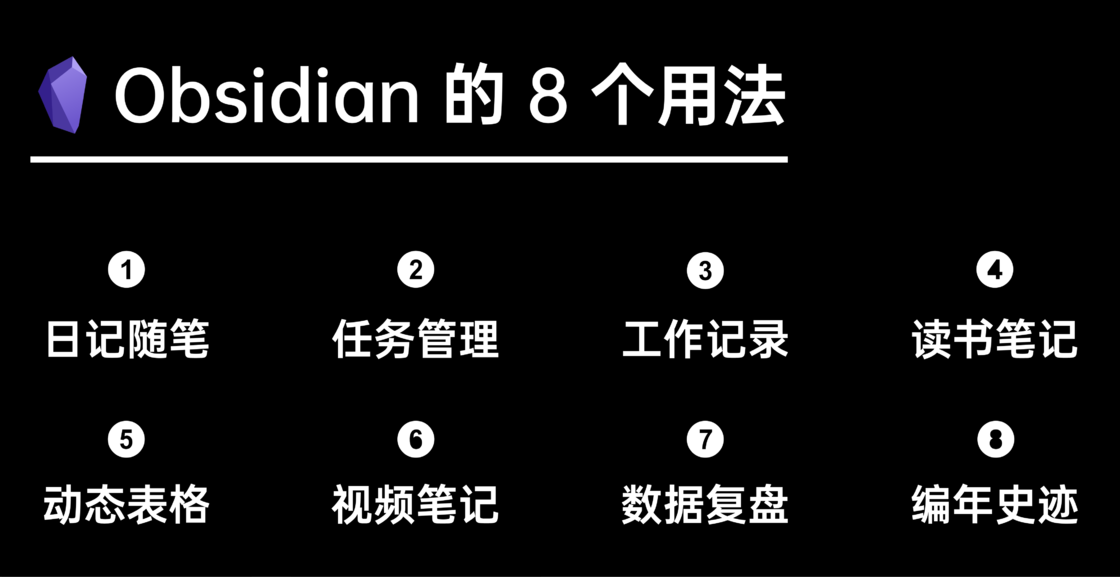 Obsidian 的 8 个用法
1 2 3 4
日记随笔 任务管理 工作记录 读书笔记
5 6 7 8
动态表格 视频笔记 数据复盘 编年史迹